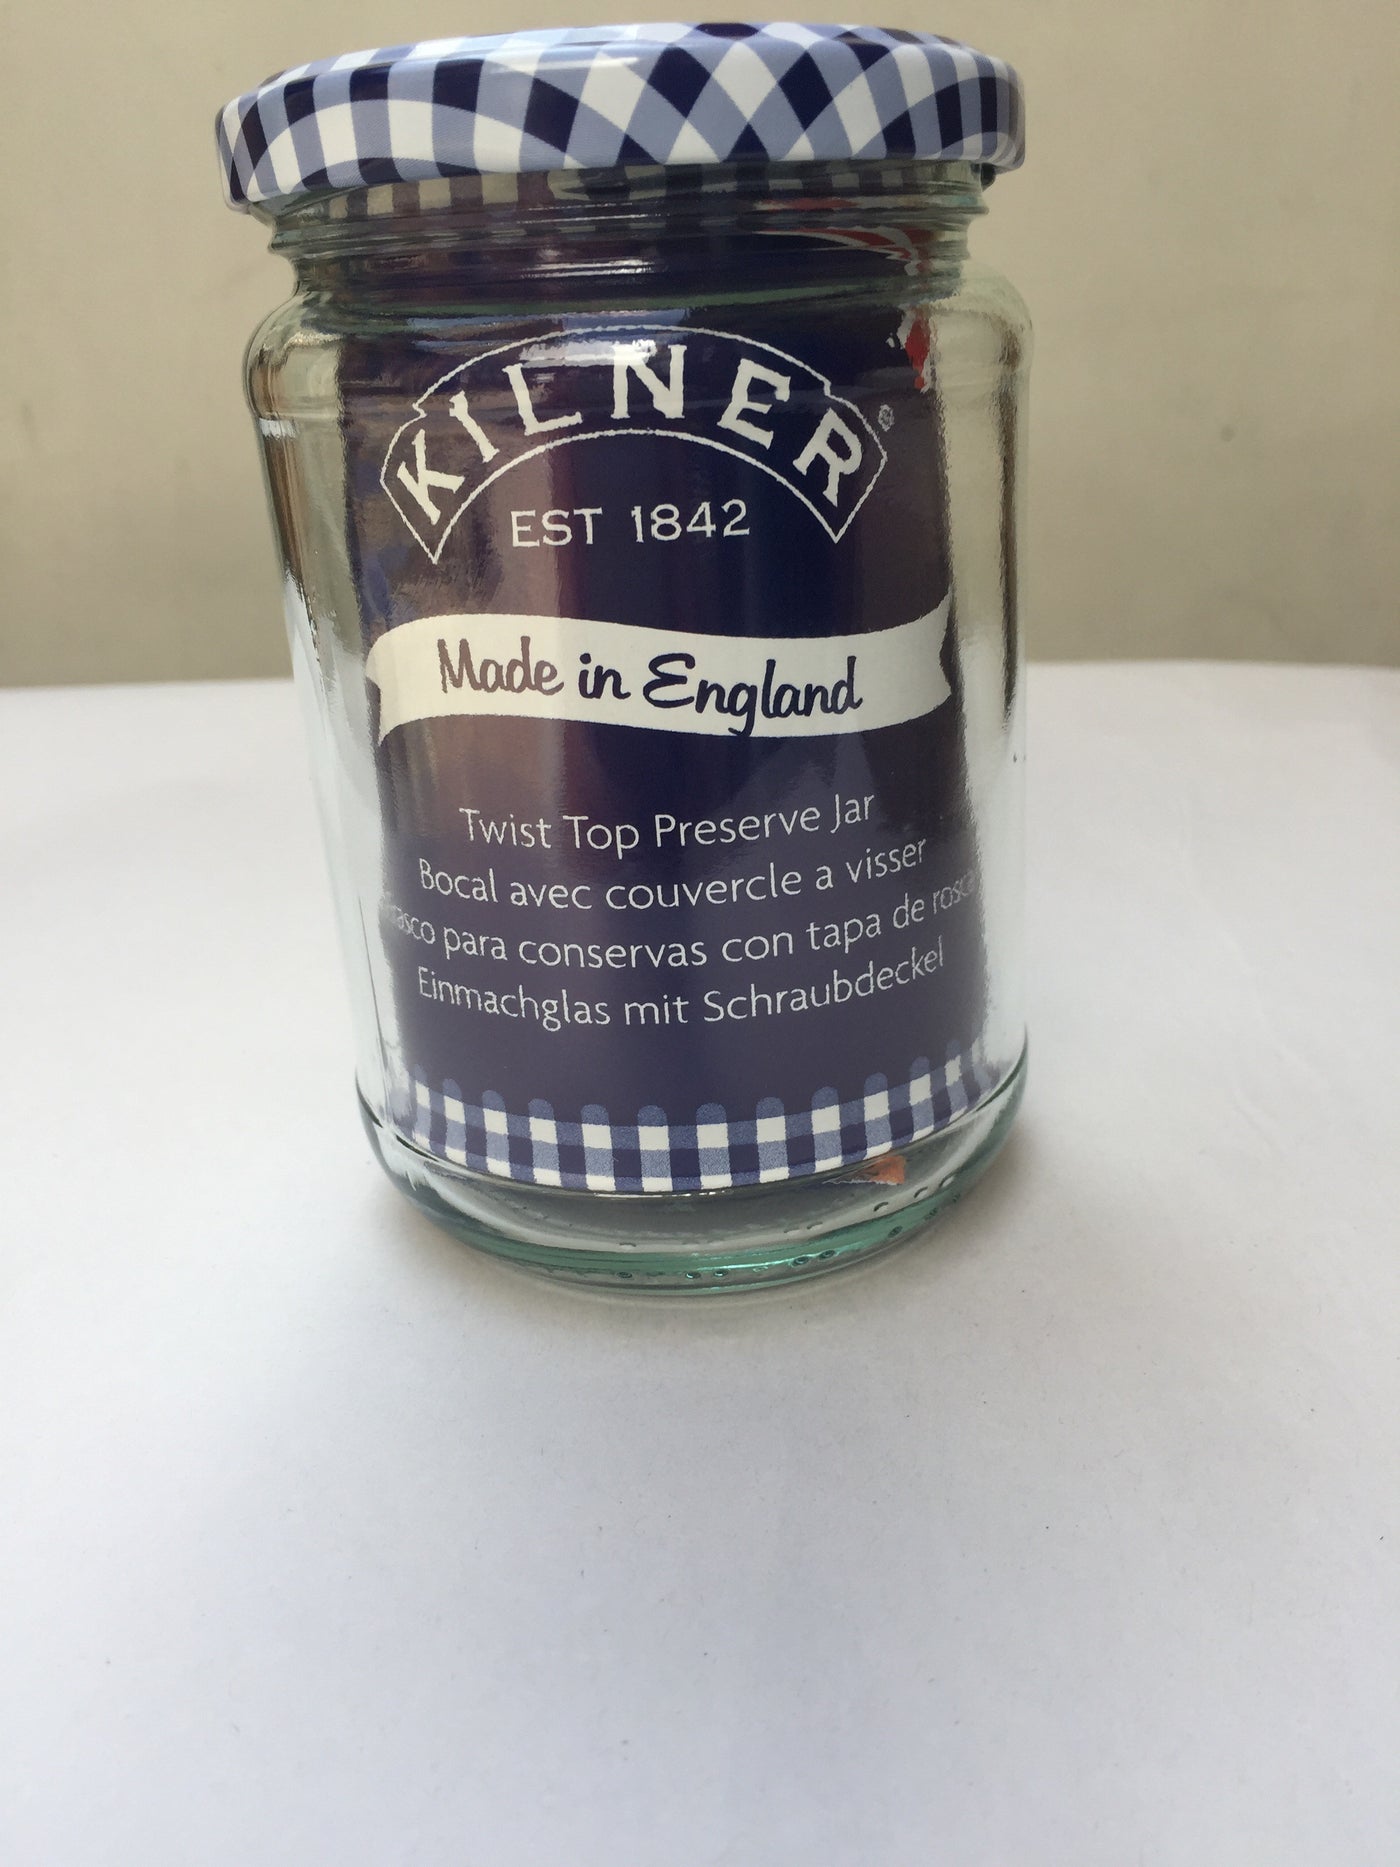 KILNER®
EST 1842
Made in England
Twist Top Preserve Jar
Bocal avec couvercle a visser
para conservas con tapa de
Einmachglas mit Schraubdeckel